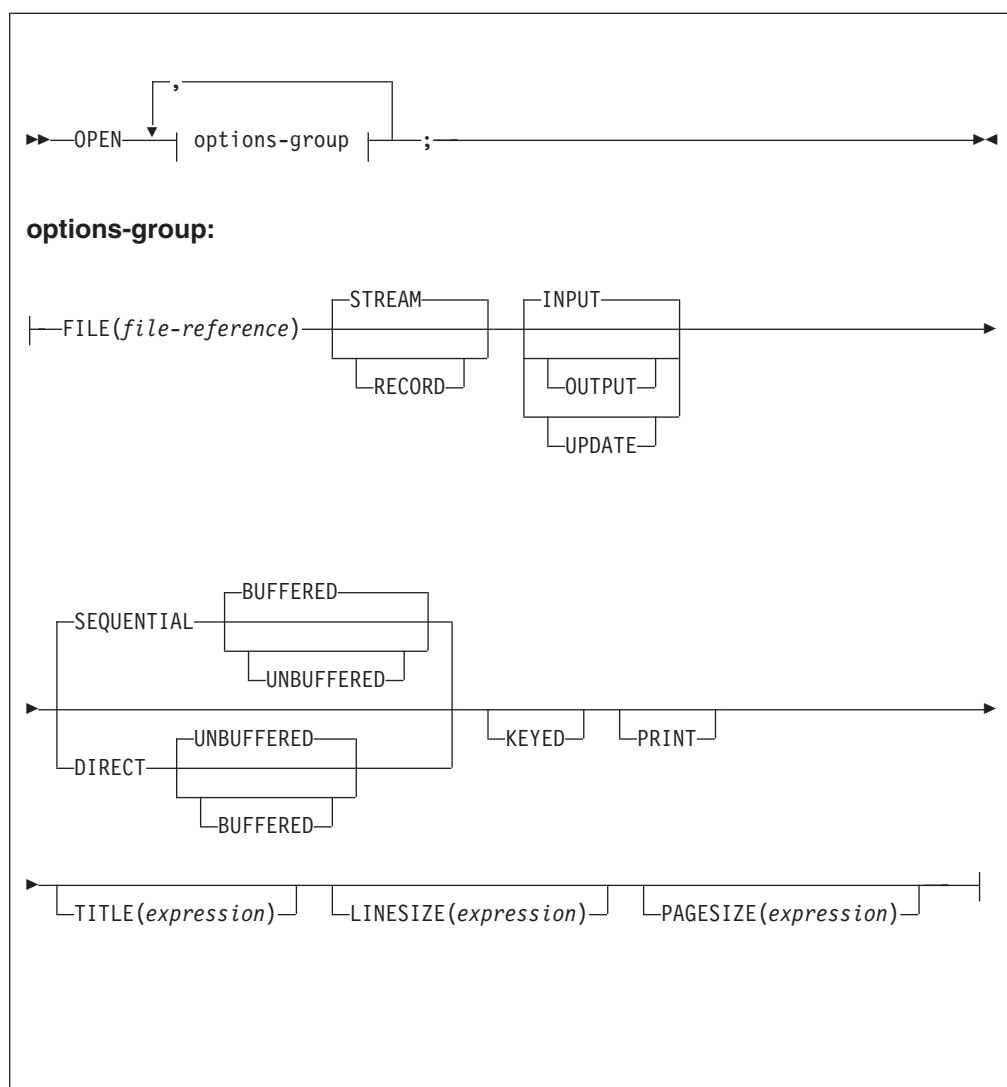 ,
OPEN options-group ;
options-group:
STREAM INPUT
FILE(file-reference)
RECORD OUTPUT
UPDATE
BUFFERED
SEQUENTIAL
UNBUFFERED
UNBUFFERED KEYED PRINT
DIRECT
BUFFERED
TITLE(expression) LINESIZE(expression) PAGESIZE(expression)